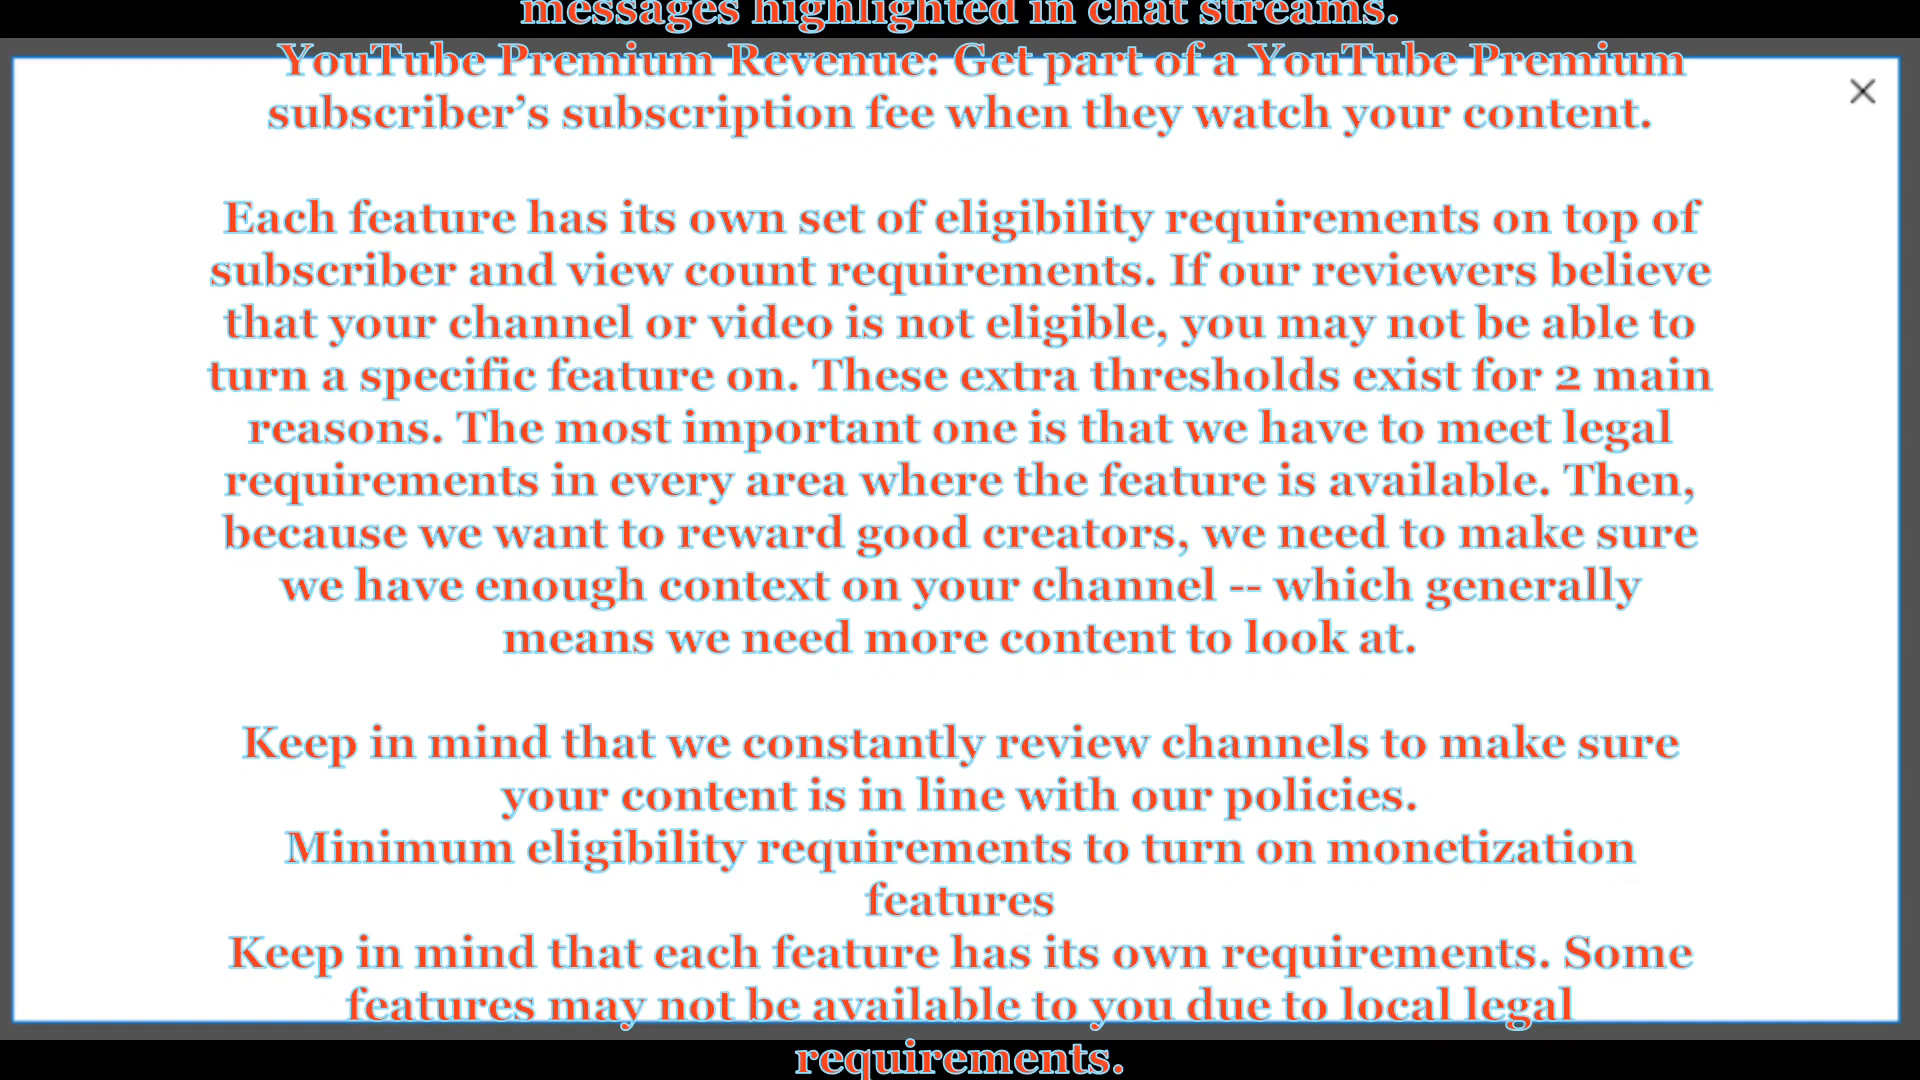 messages highlighted in chat streams.
YouTube Premium Revenue: Get part of a YouTube Premium
subscriber’s subscription fee when they watch your content.
Each feature has its own set of eligibility requirements on top of
subscriber and view count requirements. If our reviewers believe
that your channel or video is not eligible, you may not be able to
turn a specific feature on. These extra thresholds exist for 2 main
reasons. The most important one is that we have to meet legal
requirements in every area where the feature is available. Then,
because we want to reward good creators, we need to make sure
we have enough context on your channel -- which generally
means we need more content to look at.
Keep in mind that we constantly review channels to make sure
your content is in line with our policies.
Minimum eligibility requirements to turn on monetization
features
Keep in mind that each feature has its own requirements. Some
features may not be available to you due to local legal
requirements.